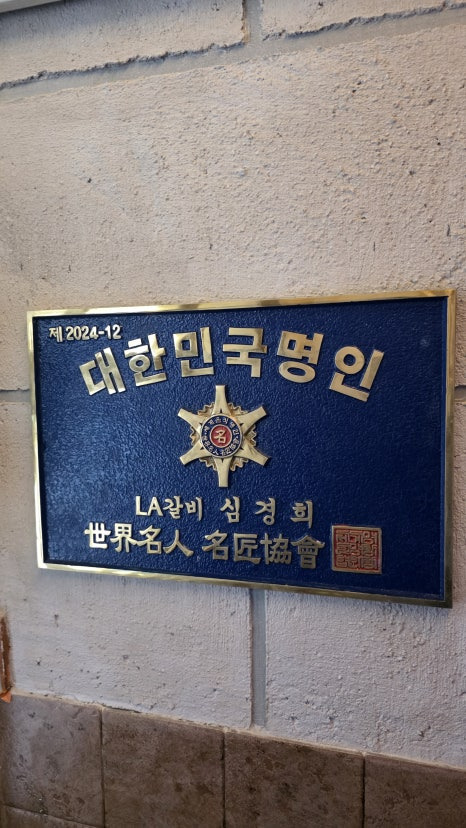 제 2024-12
대한민국명인
名
LA갈비 심경희
世界名人 名匠協會